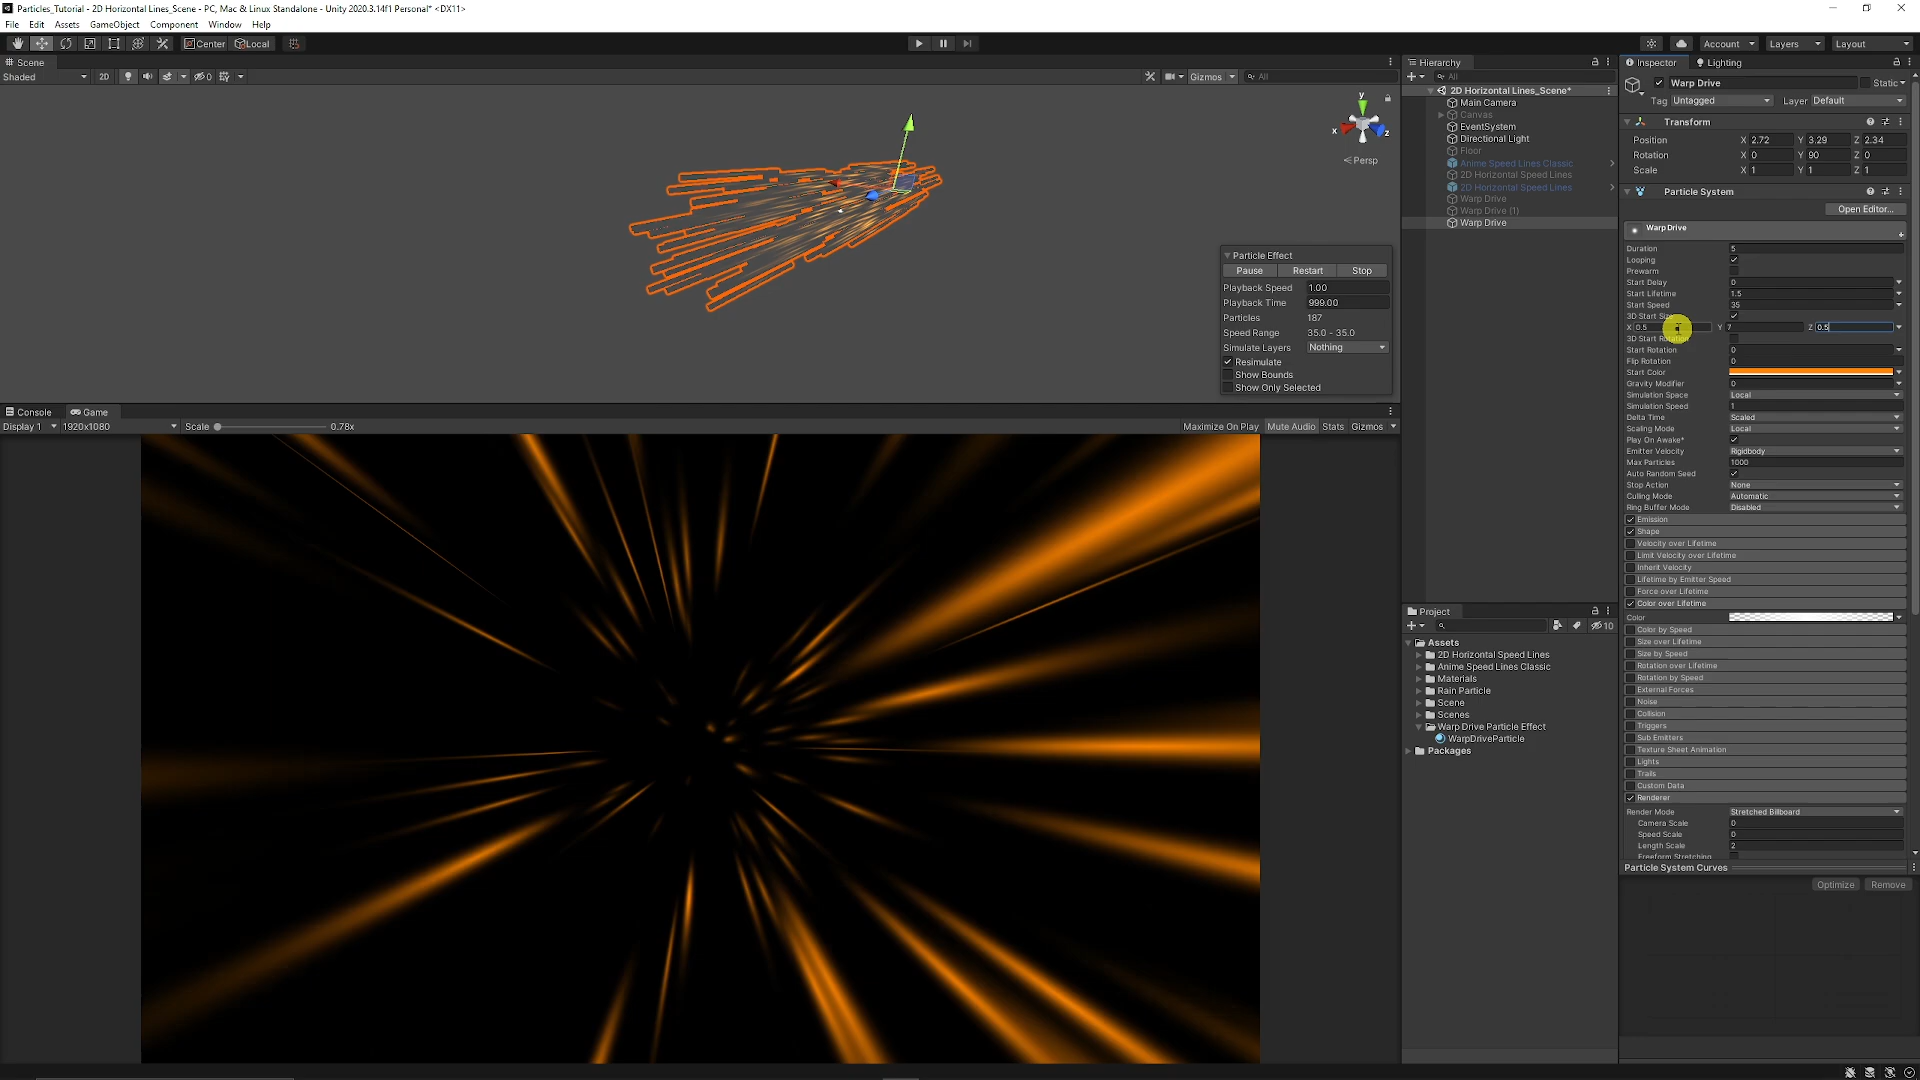 Particles_Tutorial - 2D Horizontal Lines_Scene - PC, Mac & Linux Standalone - Unity 2020.3.14f1 Personal* <DX11>
File Edit Assets GameObject Component Window Help
Center Local Account Layers Layout
Scene
Shaded 2D 0 Gizmos All
y
x z
Persp
Particle Effect
Pause Restart Stop
Playback Speed 1.00
Playback Time 999.00
Particles 187
Speed Range 35.0 - 35.0
Simulate Layers Nothing
Resimulate
Show Bounds
Show Only Selected
Console Game
Display 1 1920x1080 Scale 0.78x Maximize On Play Mute Audio Stats Gizmos
Hierarchy
All
2D Horizontal Lines_Scene*
Main Camera
Canvas
EventSystem
Directional Light
Floor
Anime Speed Lines Classic
2D Horizontal Speed Lines
2D Horizontal Speed Lines
Warp Drive
Warp Drive (1)
Warp Drive
Project
10
Assets
2D Horizontal Speed Lines
Anime Speed Lines Classic
Materials
Rain Particle
Scene
Scenes
Warp Drive Particle Effect
WarpDriveParticle
Packages
Inspector Lighting
Warp Drive Static
Tag Untagged Layer Default
Transform
Position X 2.72 Y 3.29 Z 2.34
Rotation X 0 Y 90 Z 0
Scale X 1 Y 1 Z 1
Particle System
Open Editor...
Warp Drive
Duration 5
Looping
Prewarm
Start Delay 0
Start Lifetime 1.5
Start Speed 35
3D Start Size
X 0.5 Y 7 Z 0.5
3D Start Rotation
Start Rotation 0
Flip Rotation 0
Start Color
Gravity Modifier 0
Simulation Space Local
Simulation Speed 1
Delta Time Scaled
Scaling Mode Local
Play On Awake*
Emitter Velocity Rigidbody
Max Particles 1000
Auto Random Seed
Stop Action None
Culling Mode Automatic
Ring Buffer Mode Disabled
Emission
Shape
Velocity over Lifetime
Limit Velocity over Lifetime
Inherit Velocity
Lifetime by Emitter Speed
Force over Lifetime
Color over Lifetime
Color
Color by Speed
Size over Lifetime
Size by Speed
Rotation over Lifetime
Rotation by Speed
External Forces
Noise
Collision
Triggers
Sub Emitters
Texture Sheet Animation
Lights
Trails
Custom Data
Renderer
Render Mode Stretched Billboard
Camera Scale 0
Speed Scale 0
Length Scale 2
Freeform Stretching
Particle System Curves
Optimize Remove